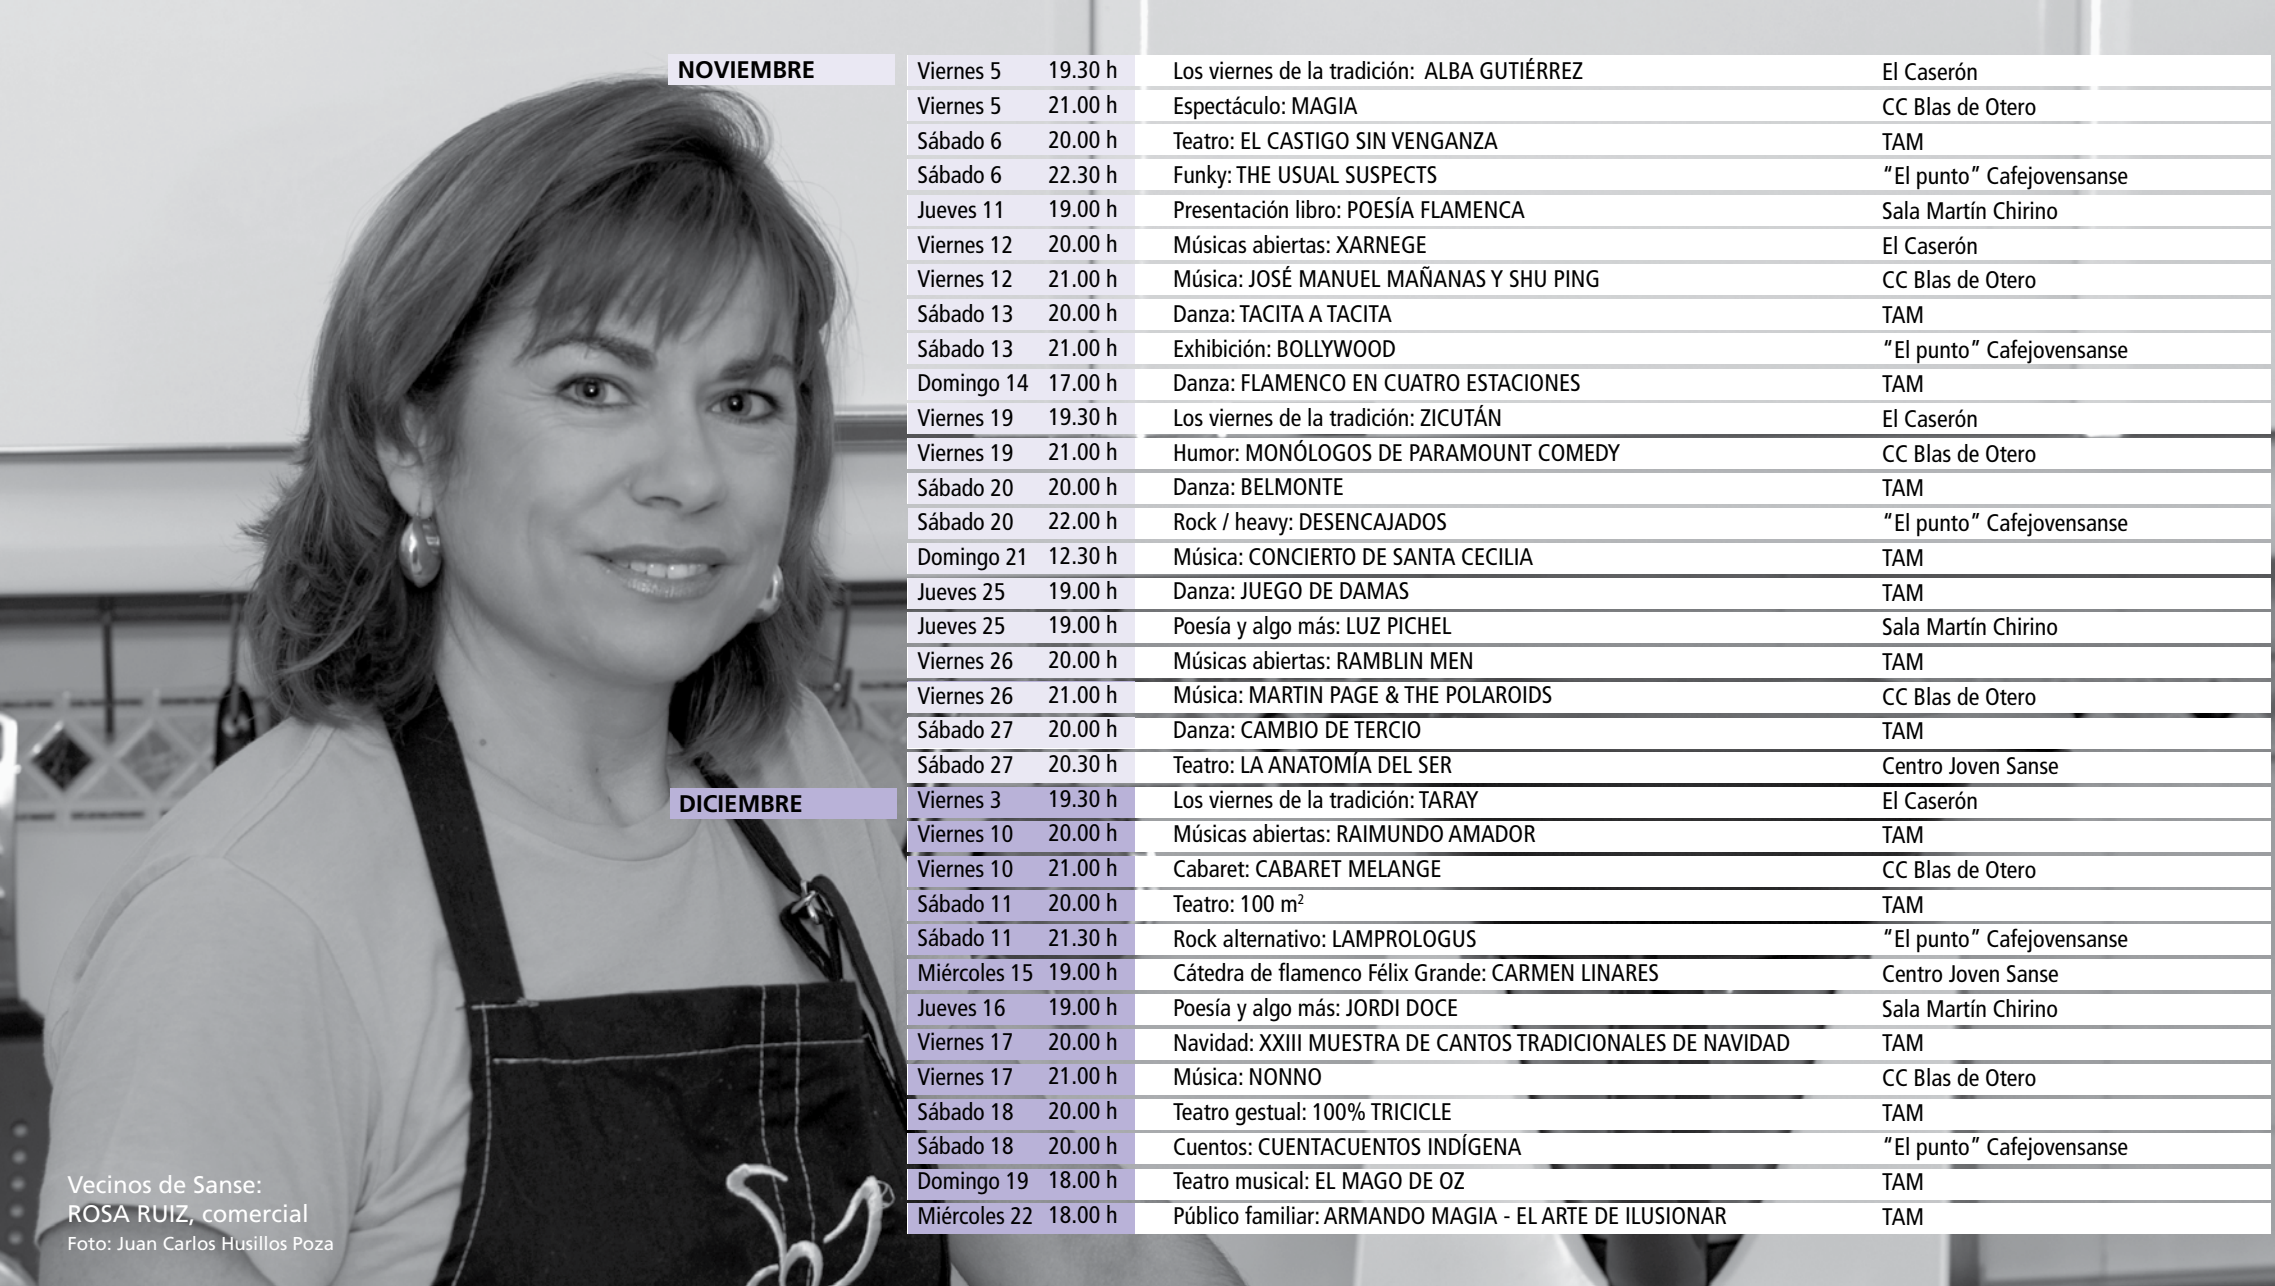 NOVIEMBRE
Viernes 5 19.30 h Los viernes de la tradición: ALBA GUTIÉRREZ El Caserón
Viernes 5 21.00 h Espectáculo: MAGIA CC Blas de Otero
Sábado 6 20.00 h Teatro: EL CASTIGO SIN VENGANZA TAM
Sábado 6 22.30 h Funky: THE USUAL SUSPECTS "El punto" Cafejovensanse
Jueves 11 19.00 h Presentación libro: POESÍA FLAMENCA Sala Martín Chirino
Viernes 12 20.00 h Músicas abiertas: XARNEGE El Caserón
Viernes 12 21.00 h Música: JOSÉ MANUEL MAÑANAS Y SHU PING CC Blas de Otero
Sábado 13 20.00 h Danza: TACITA A TACITA TAM
Sábado 13 21.00 h Exhibición: BOLLYWOOD "El punto" Cafejovensanse
Domingo 14 17.00 h Danza: FLAMENCO EN CUATRO ESTACIONES TAM
Viernes 19 19.30 h Los viernes de la tradición: ZICUTÁN El Caserón
Viernes 19 21.00 h Humor: MONÓLOGOS DE PARAMOUNT COMEDY CC Blas de Otero
Sábado 20 20.00 h Danza: BELMONTE TAM
Sábado 20 22.00 h Rock / heavy: DESENCAJADOS "El punto" Cafejovensanse
Domingo 21 12.30 h Música: CONCIERTO DE SANTA CECILIA TAM
Jueves 25 19.00 h Danza: JUEGO DE DAMAS TAM
Jueves 25 19.00 h Poesía y algo más: LUZ PICHEL Sala Martín Chirino
Viernes 26 20.00 h Músicas abiertas: RAMBLIN MEN TAM
Viernes 26 21.00 h Música: MARTIN PAGE & THE POLAROIDS CC Blas de Otero
Sábado 27 20.00 h Danza: CAMBIO DE TERCIO TAM
Sábado 27 20.30 h Teatro: LA ANATOMÍA DEL SER Centro Joven Sanse
DICIEMBRE
Viernes 3 19.30 h Los viernes de la tradición: TARAY El Caserón
Viernes 10 20.00 h Músicas abiertas: RAIMUNDO AMADOR TAM
Viernes 10 21.00 h Cabaret: CABARET MELANGE CC Blas de Otero
Sábado 11 20.00 h Teatro: 100 m² TAM
Sábado 11 21.30 h Rock alternativo: LAMPROLOGUS "El punto" Cafejovensanse
Miércoles 15 19.00 h Cátedra de flamenco Félix Grande: CARMEN LINARES Centro Joven Sanse
Jueves 16 19.00 h Poesía y algo más: JORDI DOCE Sala Martín Chirino
Viernes 17 20.00 h Navidad: XXIII MUESTRA DE CANTOS TRADICIONALES DE NAVIDAD TAM
Viernes 17 21.00 h Música: NONNO CC Blas de Otero
Sábado 18 20.00 h Teatro gestual: 100% TRICICLE TAM
Sábado 18 20.00 h Cuentos: CUENTACUENTOS INDÍGENA "El punto" Cafejovensanse
Domingo 19 18.00 h Teatro musical: EL MAGO DE OZ TAM
Miércoles 22 18.00 h Público familiar: ARMANDO MAGIA - EL ARTE DE ILUSIONAR TAM
Vecinos de Sanse:
ROSA RUIZ, comercial
Foto: Juan Carlos Husillos Poza